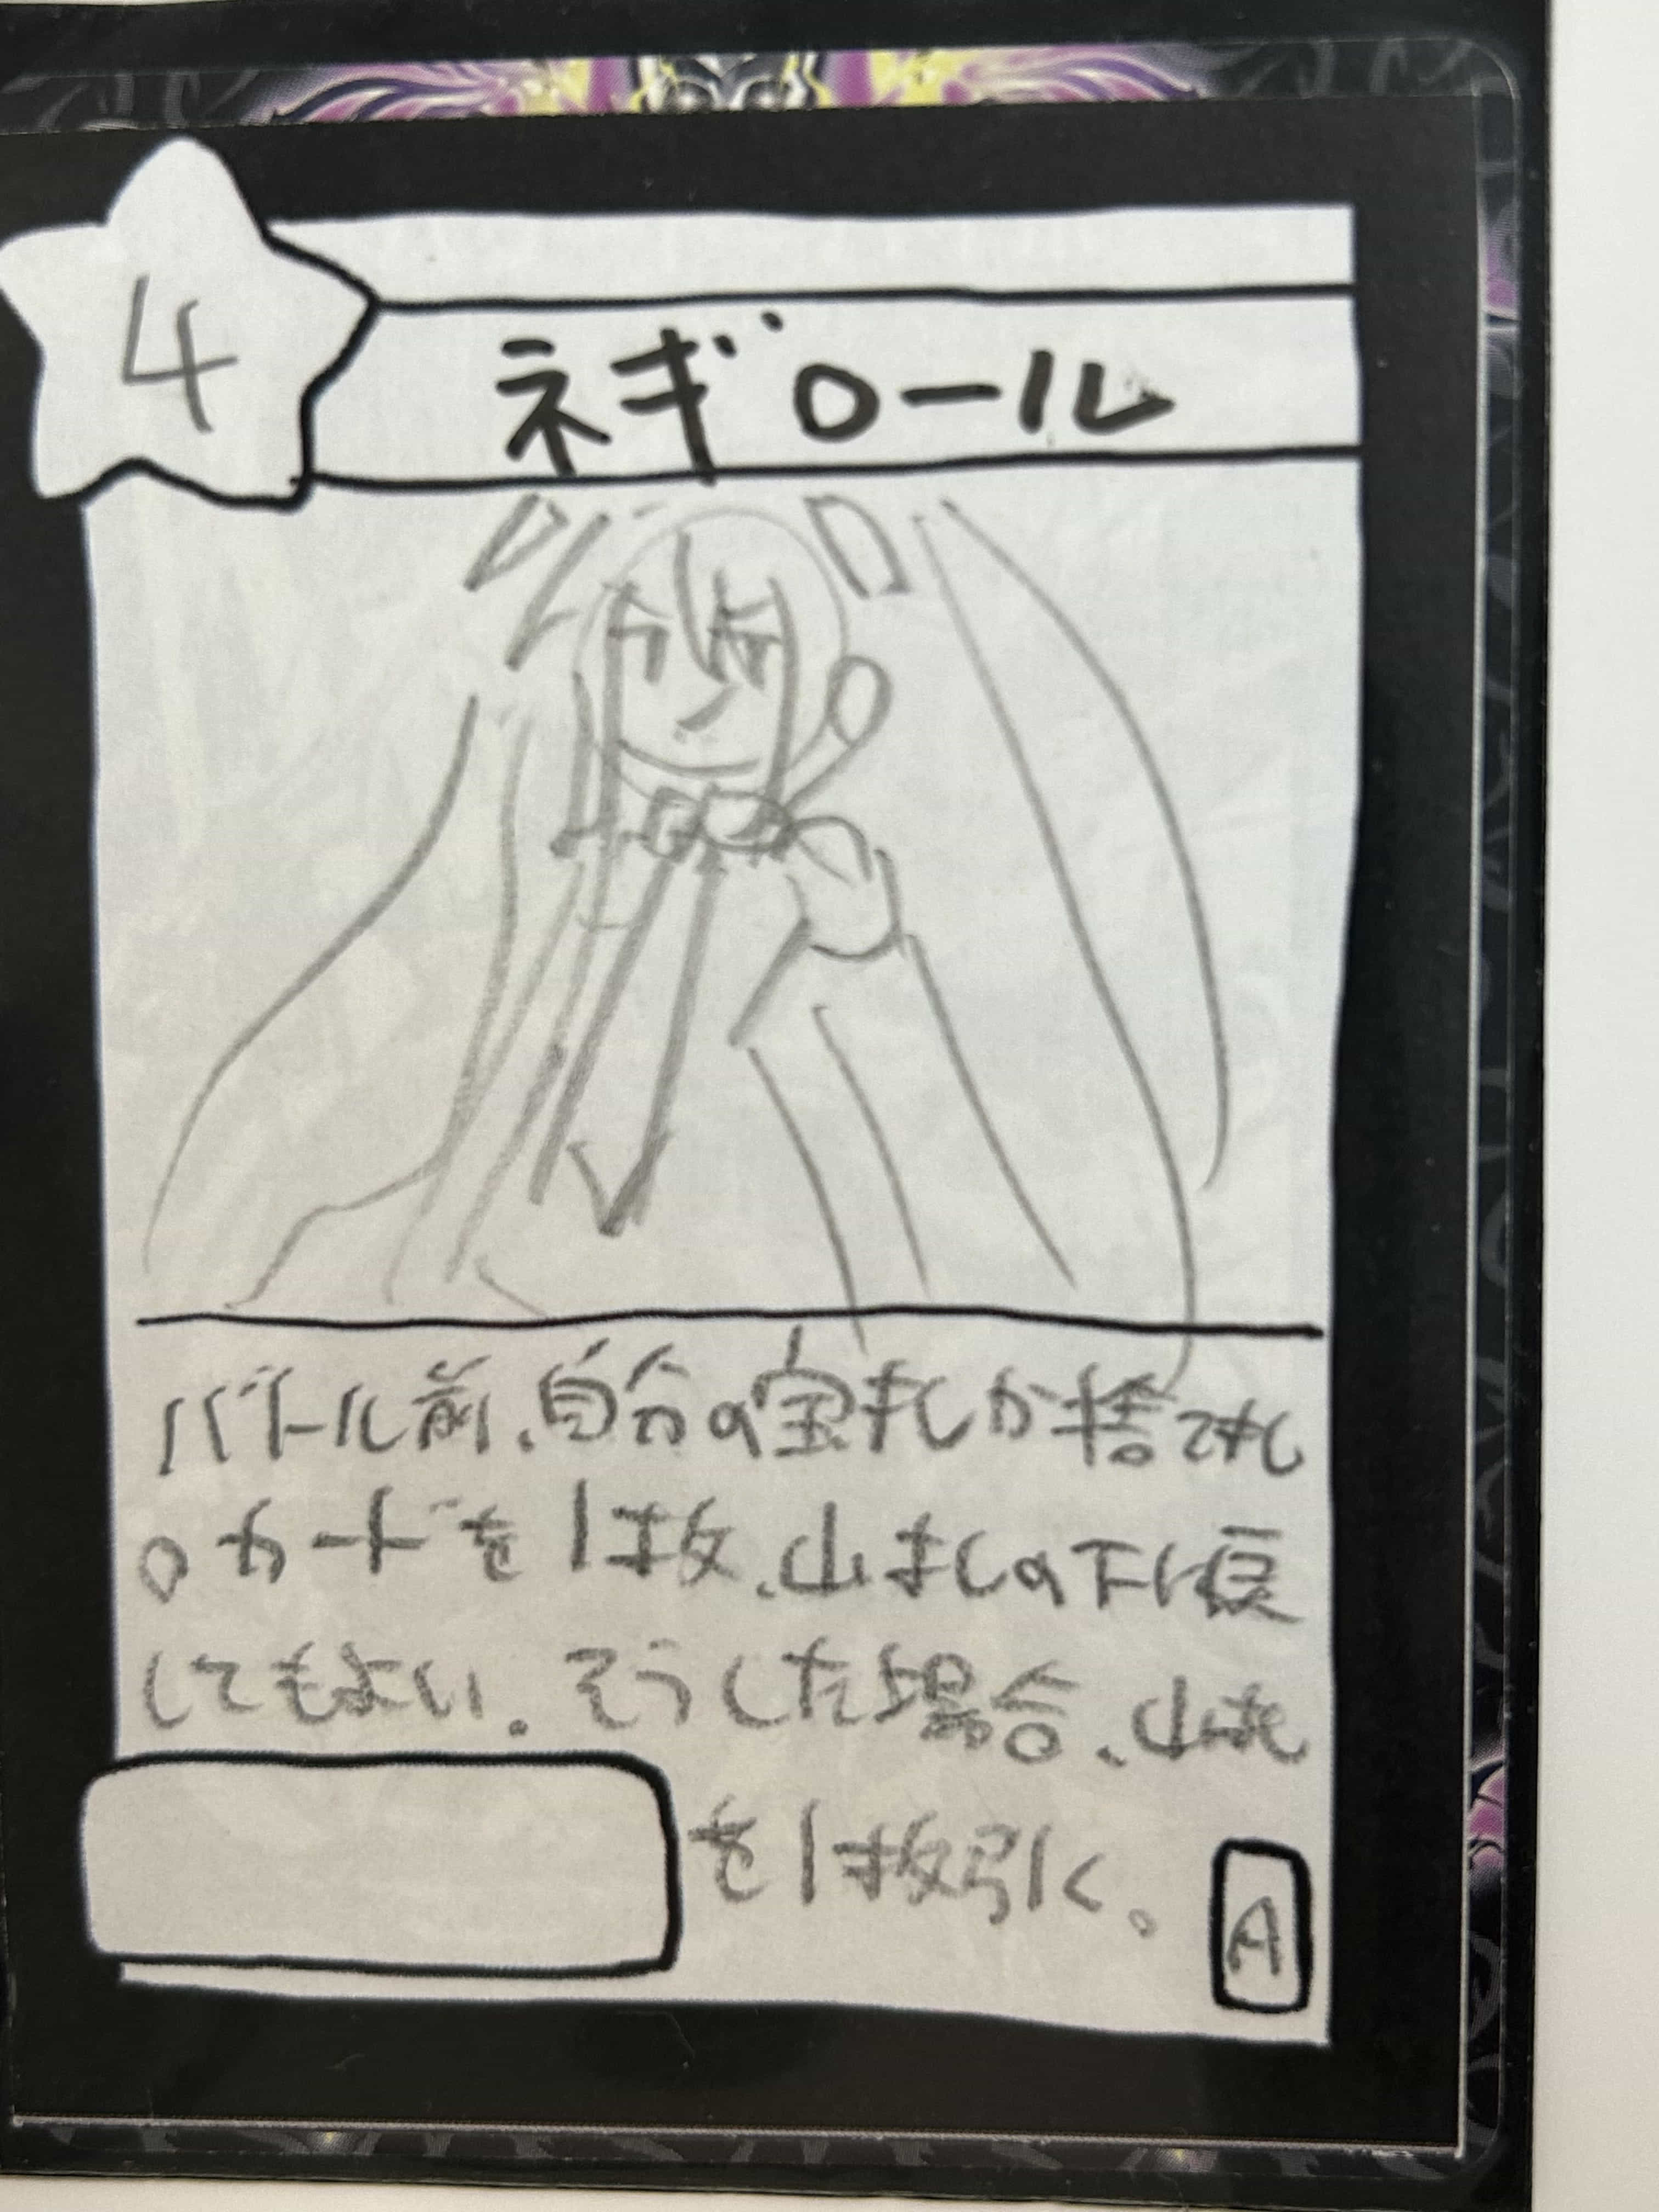 4
ネギロール
バトル前、自分の宝札か捨て札
のカードを1枚、山札の下に戻
してもよい。そうした場合、山札
を1枚引く。
A